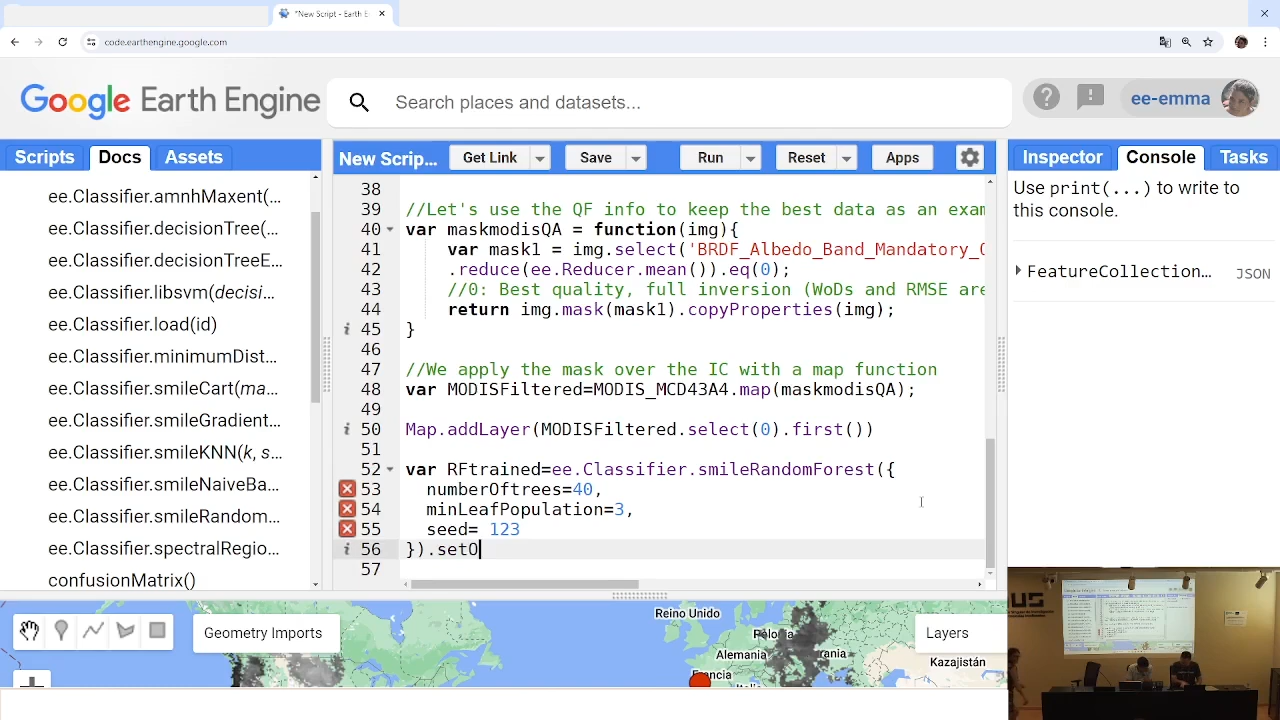 *New Script - Earth E
code.earthengine.google.com
Google Earth Engine
Search places and datasets...
ee-emma
Scripts
Docs
Assets
New Scrip...
Get Link
Save
Run
Reset
Apps
Inspector
Console
Tasks
ee.Classifier.amnhMaxent(...
ee.Classifier.decisionTree(...
ee.Classifier.decisionTreeE...
ee.Classifier.libsvm(decisi...
ee.Classifier.load(id)
ee.Classifier.minimumDist...
ee.Classifier.smileCart(ma...
ee.Classifier.smileGradient...
ee.Classifier.smileKNN(k, s...
ee.Classifier.smileNaiveBa...
ee.Classifier.smileRandom...
ee.Classifier.spectralRegio...
confusionMatrix()
38
39 //Let's use the QF info to keep the best data as an exam
40 var maskmodisQA = function(img){
41 var mask1 = img.select('BRDF_Albedo_Band_Mandatory_Q
42 .reduce(ee.Reducer.mean()).eq(0);
43 //0: Best quality, full inversion (WoDs and RMSE are
44 return img.mask(mask1).copyProperties(img);
45 }
46
47 //We apply the mask over the IC with a map function
48 var MODISFiltered=MODIS_MCD43A4.map(maskmodisQA);
49
50 Map.addLayer(MODISFiltered.select(0).first())
51
52 var RFtrained=ee.Classifier.smileRandomForest({
53 numberOftrees=40,
54 minLeafPopulation=3,
55 seed= 123
56 }).setO
57
Use print(...) to write to
this console.
FeatureCollection...
JSON
Geometry Imports
Layers
Reino Unido
Alemania
Francia
Kazajistán